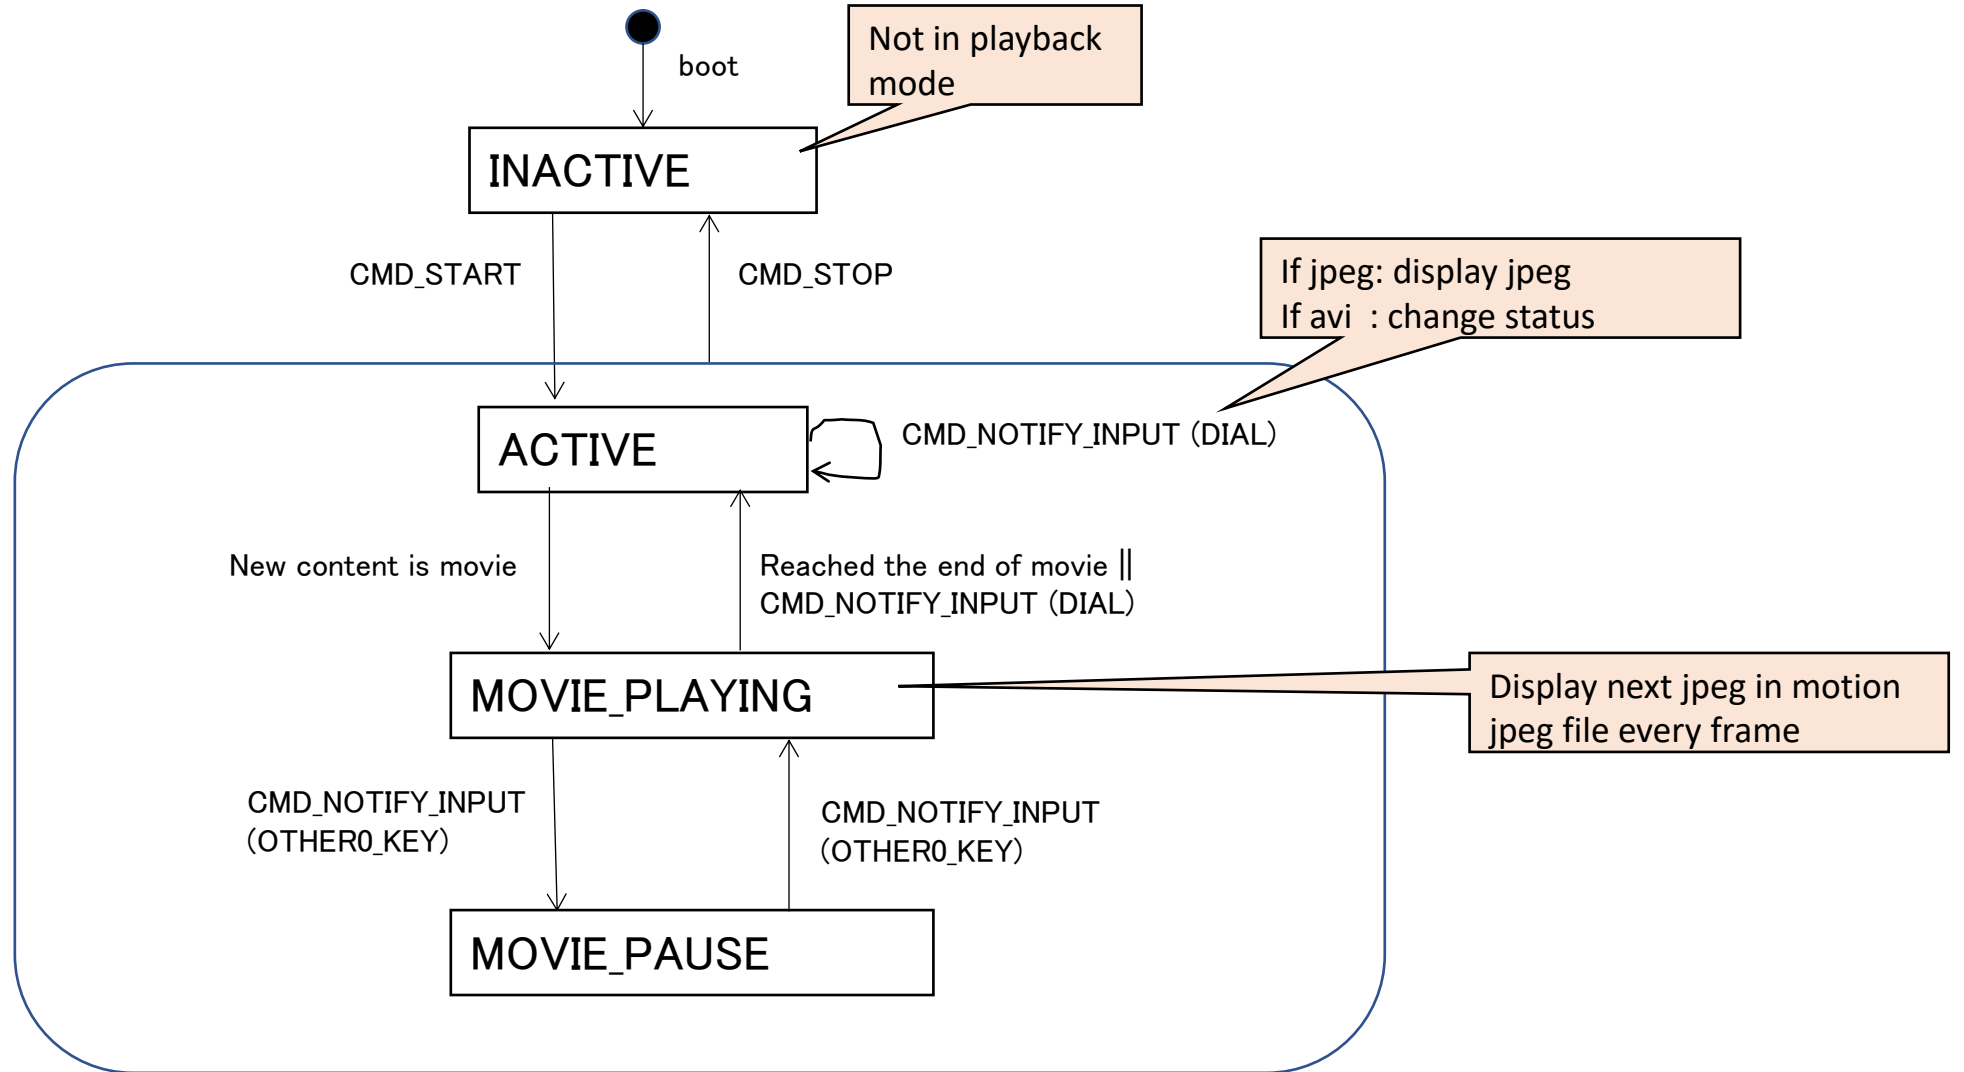 boot
Not in playback
mode
INACTIVE
CMD_START
CMD_STOP
If jpeg: display jpeg
If avi  : change status
ACTIVE
CMD_NOTIFY_INPUT (DIAL)
New content is movie
Reached the end of movie ||
CMD_NOTIFY_INPUT (DIAL)
MOVIE_PLAYING
Display next jpeg in motion
jpeg file every frame
CMD_NOTIFY_INPUT
(OTHER0_KEY)
CMD_NOTIFY_INPUT
(OTHER0_KEY)
MOVIE_PAUSE